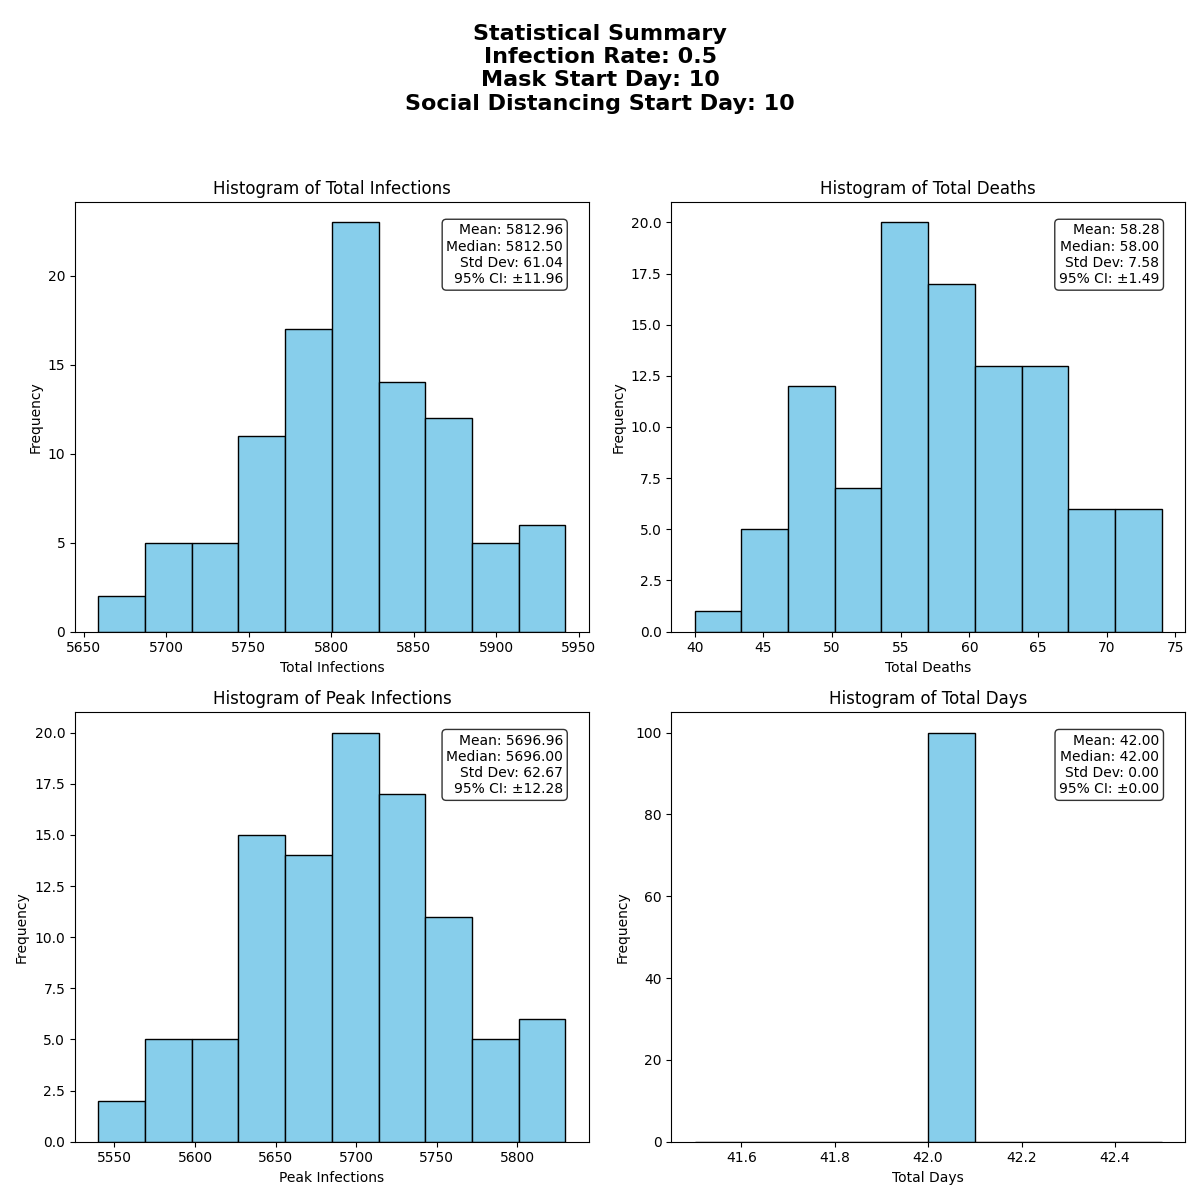 Statistical Summary
Infection Rate: 0.5
Mask Start Day: 10
Social Distancing Start Day: 10
Histogram of Total Infections
Mean: 5812.96
Median: 5812.50
Std Dev: 61.04
95% CI: ±11.96
Frequency
20
15
10
5
0
5650 5700 5750 5800 5850 5900 5950
Total Infections
Histogram of Total Deaths
Mean: 58.28
Median: 58.00
Std Dev: 7.58
95% CI: ±1.49
Frequency
20.0
17.5
15.0
12.5
10.0
7.5
5.0
2.5
0.0
40 45 50 55 60 65 70 75
Total Deaths
Histogram of Peak Infections
Mean: 5696.96
Median: 5696.00
Std Dev: 62.67
95% CI: ±12.28
Frequency
20.0
17.5
15.0
12.5
10.0
7.5
5.0
2.5
0.0
5550 5600 5650 5700 5750 5800
Peak Infections
Histogram of Total Days
Mean: 42.00
Median: 42.00
Std Dev: 0.00
95% CI: ±0.00
Frequency
100
80
60
40
20
0
41.6 41.8 42.0 42.2 42.4
Total Days